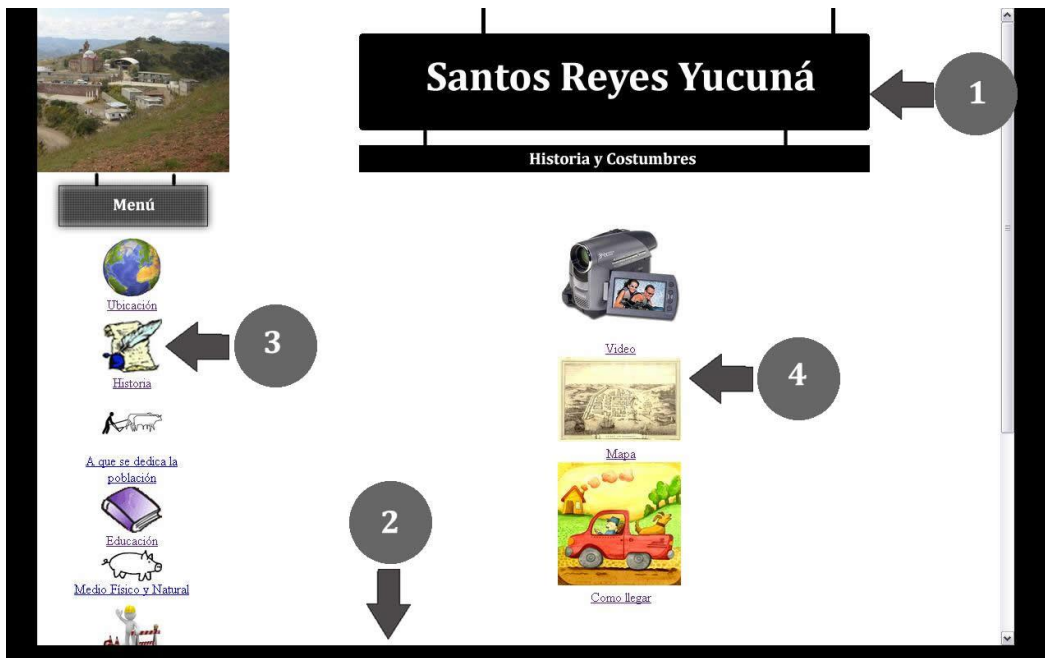 Santos Reyes Yucuná
1
Historia y Costumbres
Menú
Ubicación
3
Historia
A que se dedica la
población
Educación
Medio Físico y Natural
Video
4
Mapa
2
Como llegar